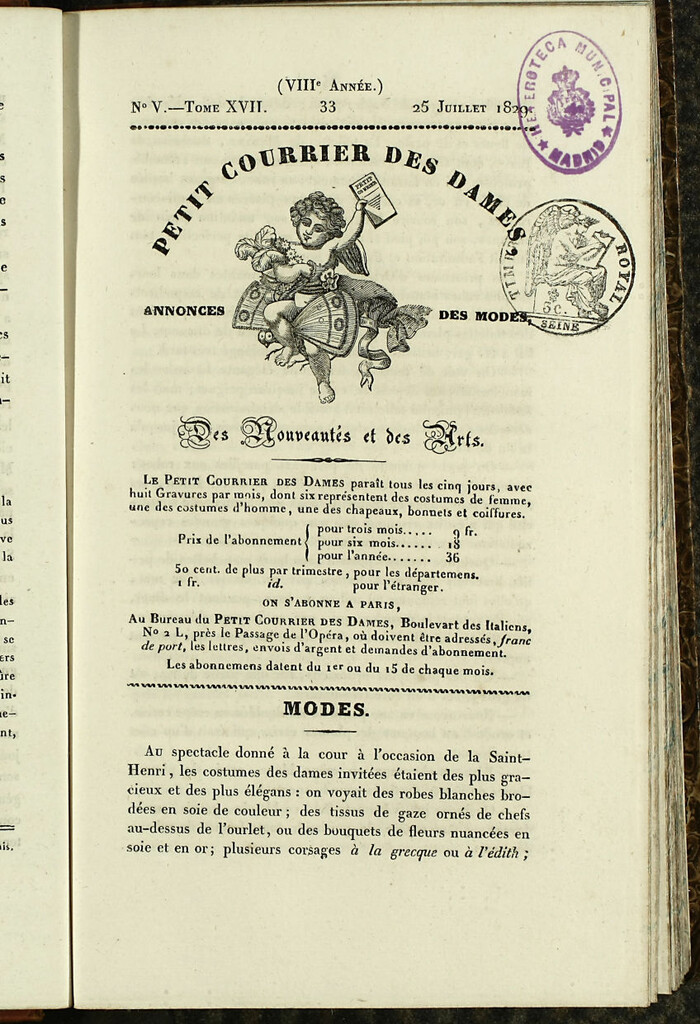 (VIIIe ANNÉE.)
No V.—TOME XVII. 33 25 JUILLET 1829.
HEMEROTECA MUNICIPAL
★ MADRID ★
PETIT COURRIER DES DAMES
PETIT
TIMBRE ROYAL
5C.
SEINE
ANNONCES DES MODES,
Des Nouveautés et des Arts.
LE PETIT COURRIER DES DAMES paraît tous les cinq jours, avec
huit Gravures par mois, dont six représentent des costumes de femme,
une des costumes d'homme, une des chapeaux, bonnets et coiffures.
Prix de l'abonnement { pour trois mois..... 9 fr.
pour six mois...... 18
pour l'année....... 36
50 cent. de plus par trimestre, pour les départemens.
1 fr. id. pour l'étranger.
ON S'ABONNE A PARIS,
Au Bureau du PETIT COURRIER DES DAMES, Boulevart des Italiens,
No 2 L, près le Passage de l'Opéra, où doivent être adressés, franc
de port, les lettres, envois d'argent et demandes d'abonnement.
Les abonnemens datent du 1er ou du 15 de chaque mois.
MODES.
Au spectacle donné à la cour à l'occasion de la Saint-
Henri, les costumes des dames invitées étaient des plus gra-
cieux et des plus élégans : on voyait des robes blanches bro-
dées en soie de couleur ; des tissus de gaze ornés de chefs
au-dessus de l'ourlet, ou des bouquets de fleurs nuancées en
soie et en or ; plusieurs corsages à la grecque ou à l'édith ;